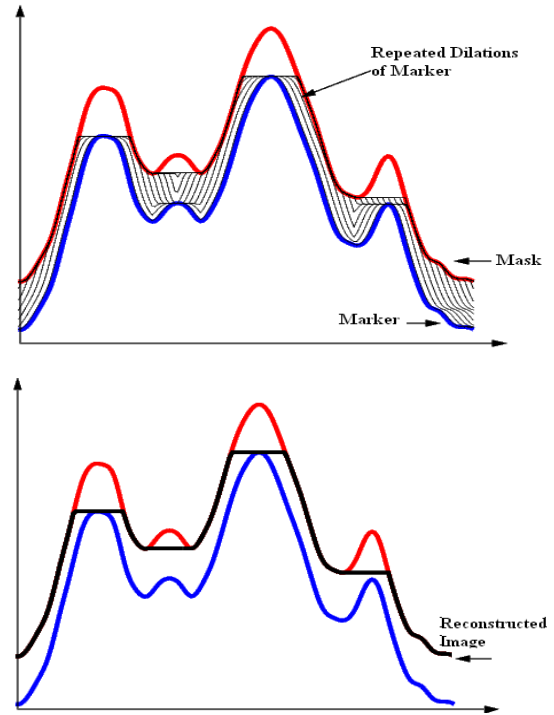 Repeated Dilations
of Marker
Mask
Marker
Reconstructed
Image